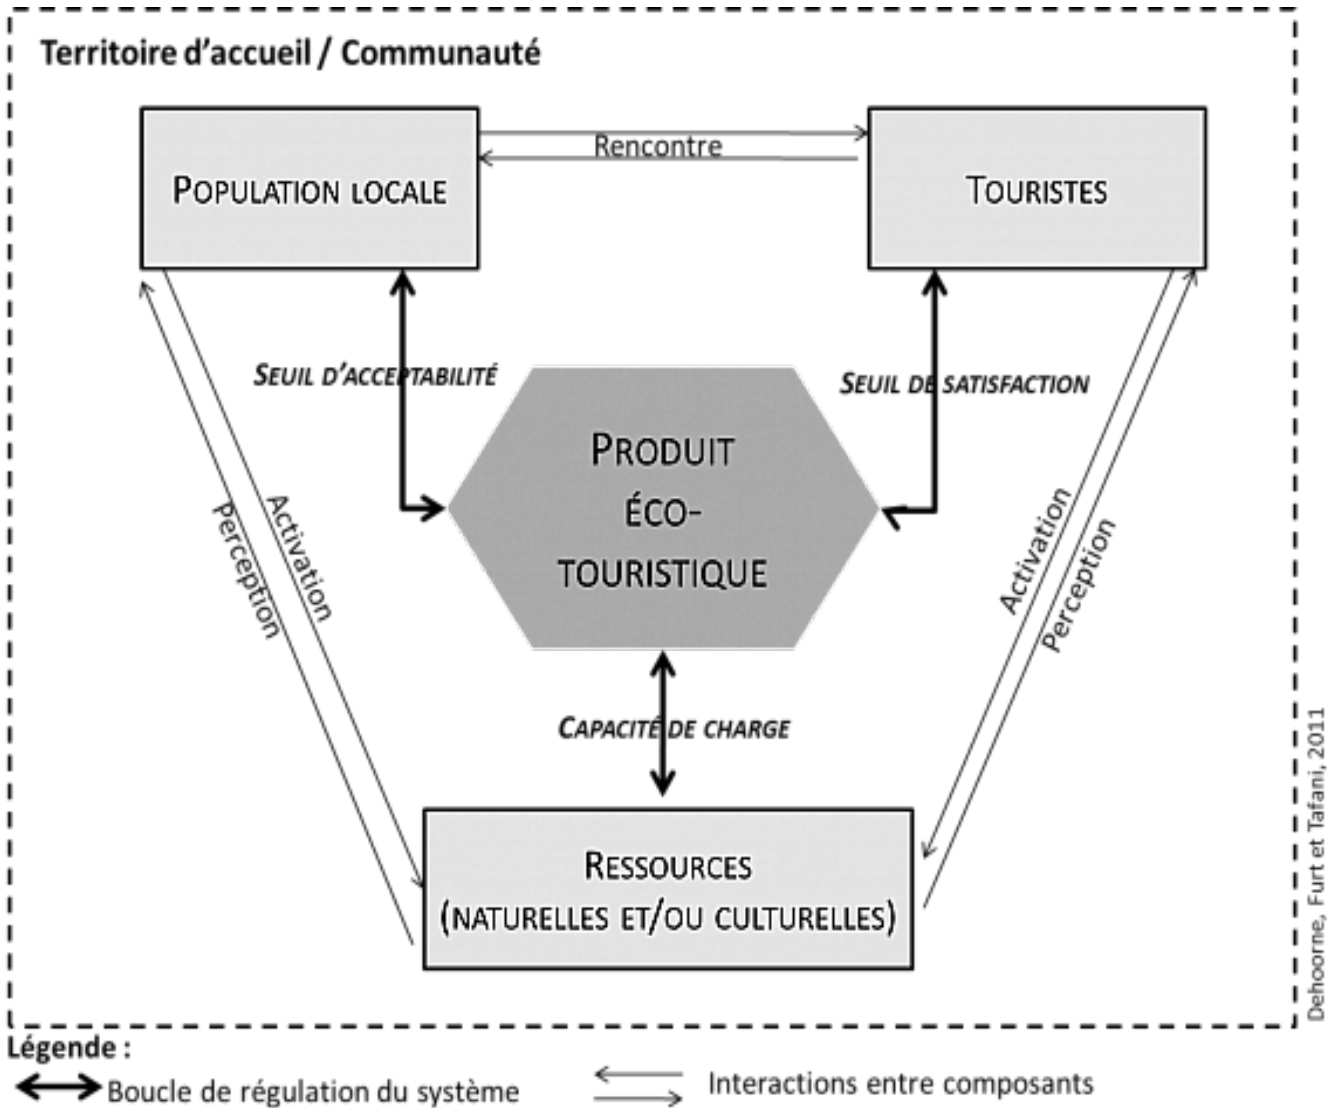 Territoire d'accueil / Communauté
Rencontre
POPULATION LOCALE
TOURISTES
SEUIL D'ACCEPTABILITÉ
SEUIL DE SATISFACTION
PRODUIT
ÉCO-
TOURISTIQUE
Activation
Perception
Activation
Perception
CAPACITÉ DE CHARGE
RESSOURCES
(NATURELLES ET/OU CULTURELLES)
Dehoorne, Furt et Tafani, 2011
Légende :
Boucle de régulation du système
Interactions entre composants